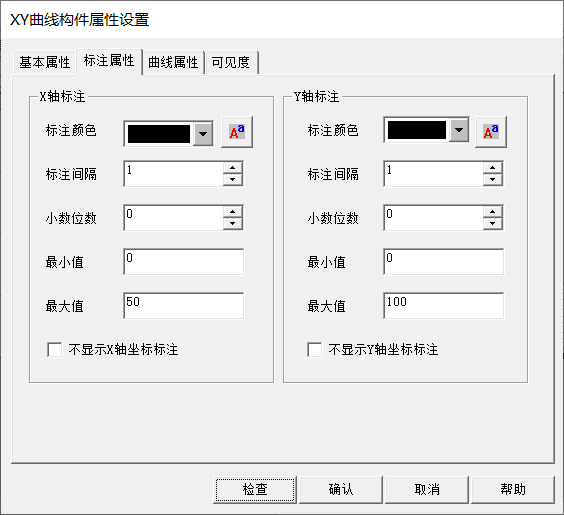 XY曲线构件属性设置
基本属性 标注属性 曲线属性 可见度
X轴标注 Y轴标注
标注颜色 Aa 标注颜色 Aa
标注间隔 1 标注间隔 1
小数位数 0 小数位数 0
最小值 0 最小值 0
最大值 50 最大值 100
不显示X轴坐标标注 不显示Y轴坐标标注
检查 确认 取消 帮助